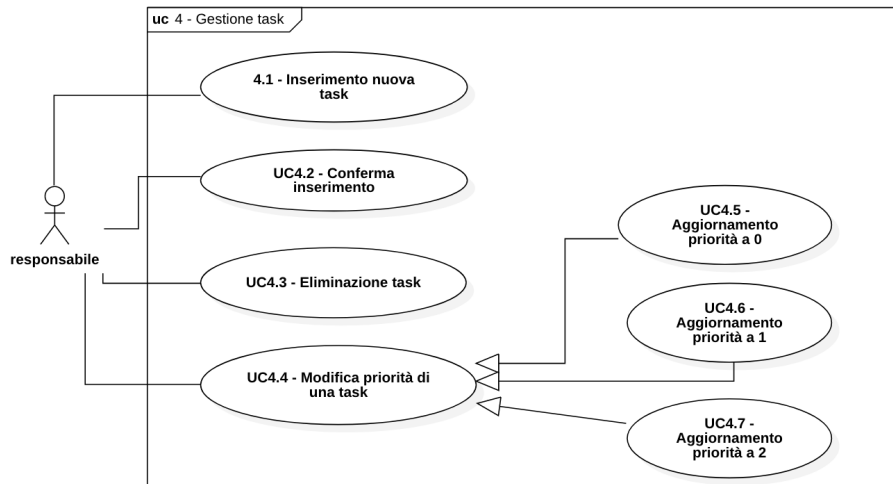 uc 4 - Gestione task
4.1 - Inserimento nuova
task
UC4.2 - Conferma
inserimento
responsabile
UC4.3 - Eliminazione task
UC4.4 - Modifica priorità di
una task
UC4.5 -
Aggiornamento
priorità a 0
UC4.6 -
Aggiornamento
priorità a 1
UC4.7 -
Aggiornamento
priorità a 2